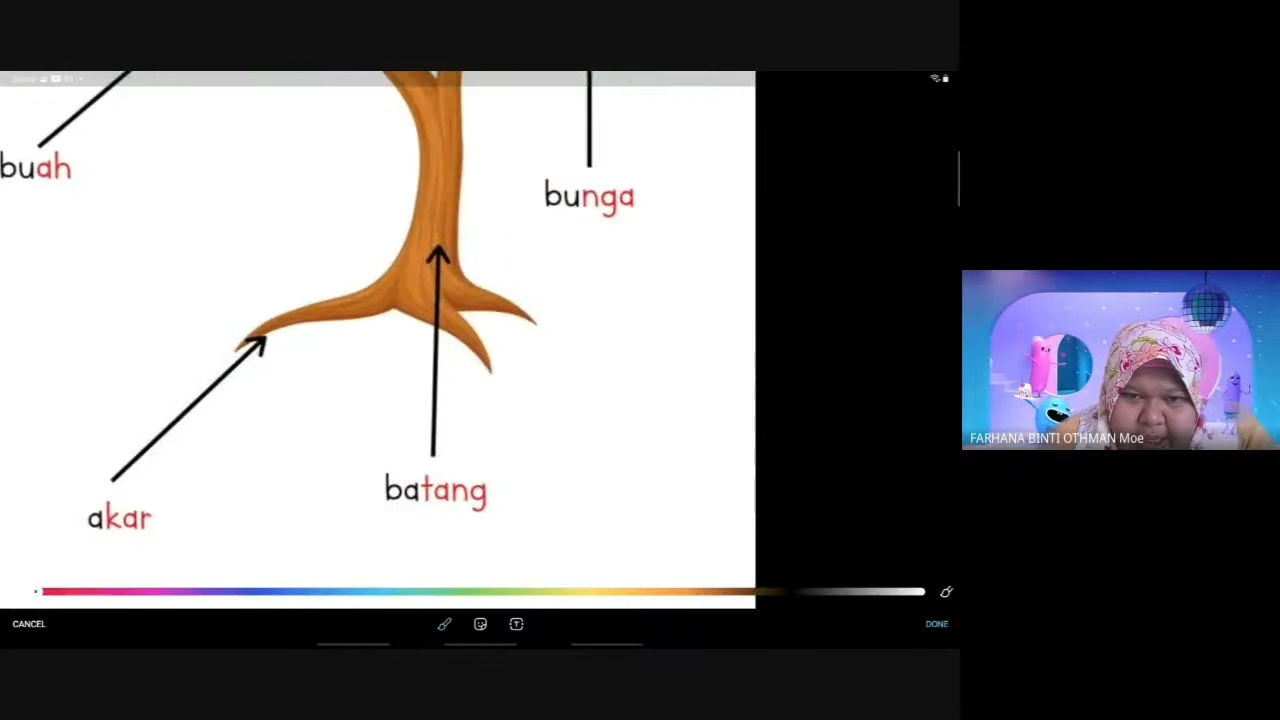 buah
bunga
batang
akar
FARHANA BINTI OTHMAN Moe
CANCEL
DONE